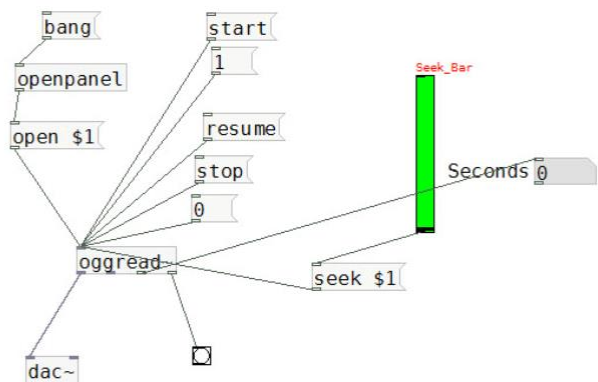 bang
start
1
Seek_Bar
openpanel
open $1
resume
stop
Seconds 0
0
oggread~
seek $1
dac~